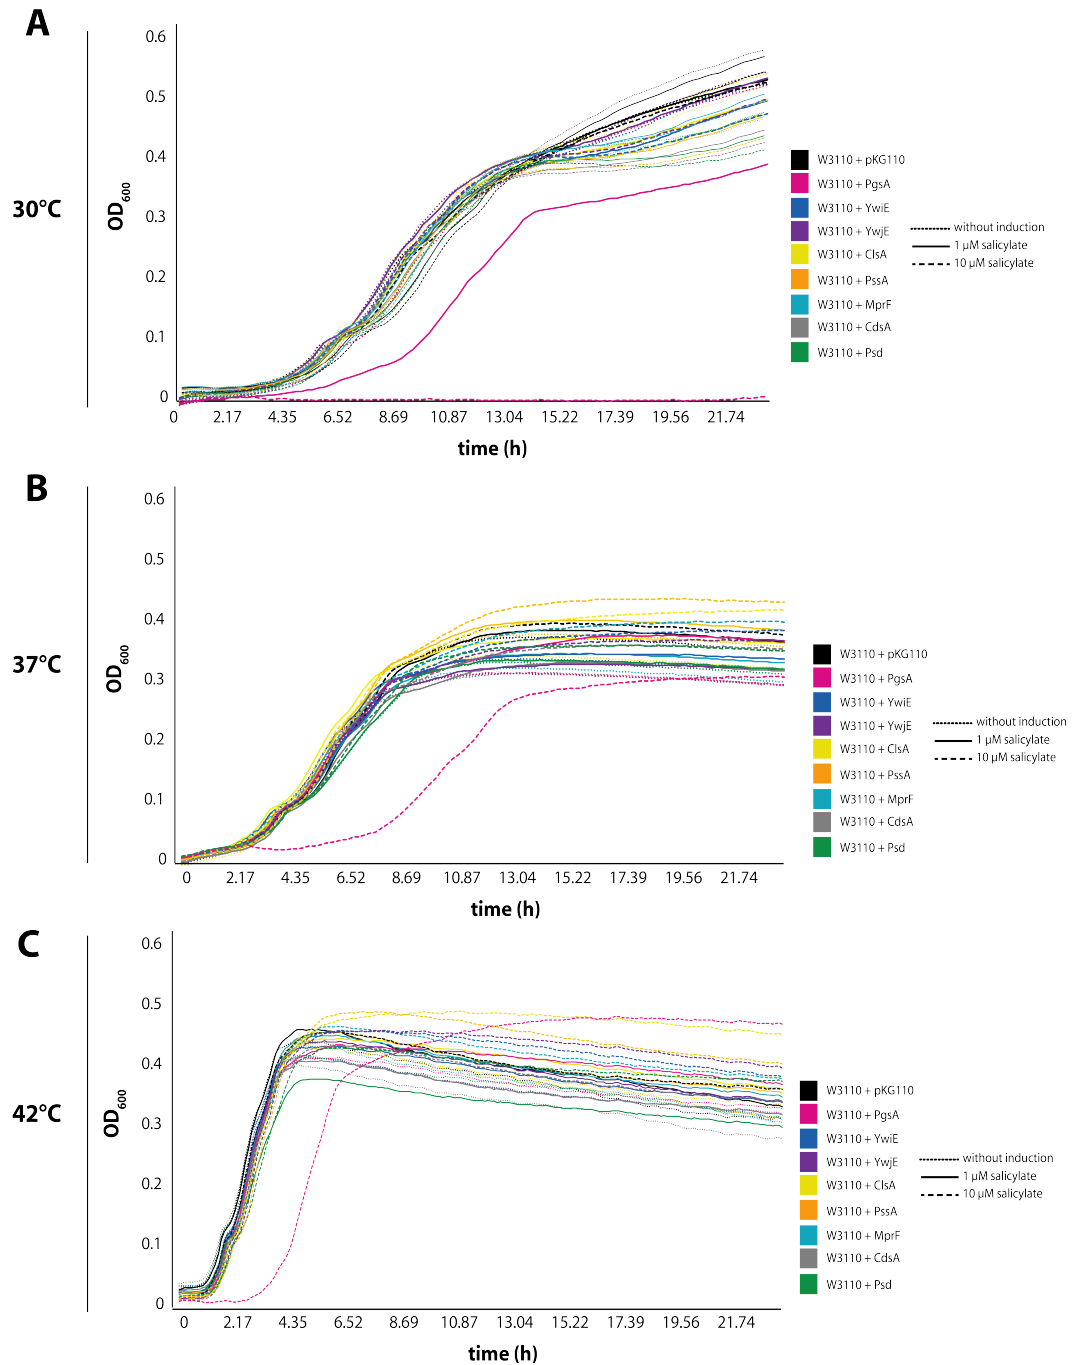 A
30°C
OD600
0.6
0.5
0.4
0.3
0.2
0.1
0
0 2.17 4.35 6.52 8.69 10.87 13.04 15.22 17.39 19.56 21.74
time (h)
W3110 + pKG110
W3110 + PgsA
W3110 + YwiE
W3110 + YwjE
W3110 + ClsA
W3110 + PssA
W3110 + MprF
W3110 + CdsA
W3110 + Psd
without induction
1 µM salicylate
10 µM salicylate
B
37°C
OD600
0.6
0.5
0.4
0.3
0.2
0.1
0
0 2.17 4.35 6.52 8.69 10.87 13.04 15.22 17.39 19.56 21.74
time (h)
W3110 + pKG110
W3110 + PgsA
W3110 + YwiE
W3110 + YwjE
W3110 + ClsA
W3110 + PssA
W3110 + MprF
W3110 + CdsA
W3110 + Psd
without induction
1 µM salicylate
10 µM salicylate
C
42°C
OD600
0.6
0.5
0.4
0.3
0.2
0.1
0
0 2.17 4.35 6.52 8.69 10.87 13.04 15.22 17.39 19.56 21.74
time (h)
W3110 + pKG110
W3110 + PgsA
W3110 + YwiE
W3110 + YwjE
W3110 + ClsA
W3110 + PssA
W3110 + MprF
W3110 + CdsA
W3110 + Psd
without induction
1 µM salicylate
10 µM salicylate